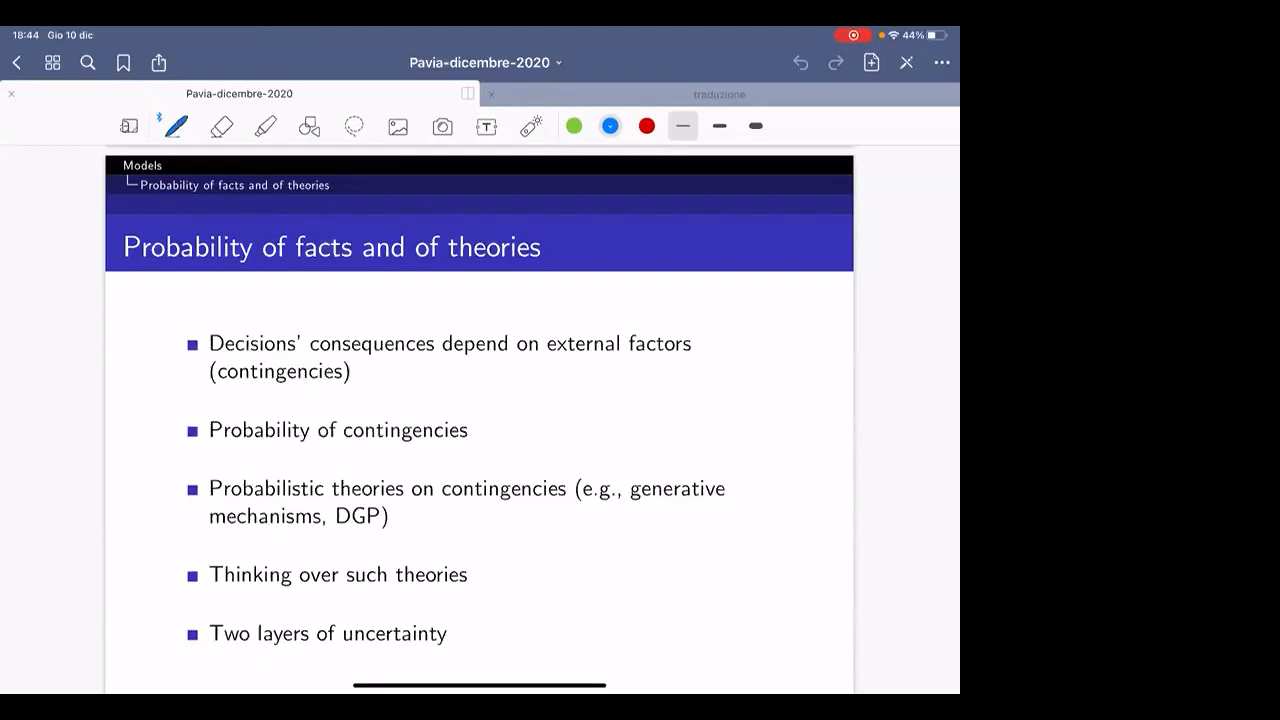 18:44 Gio 10 dic
44%
Pavia-dicembre-2020
Pavia-dicembre-2020
traduzione
Models
Probability of facts and of theories
Probability of facts and of theories
Decisions' consequences depend on external factors
(contingencies)
Probability of contingencies
Probabilistic theories on contingencies (e.g., generative
mechanisms, DGP)
Thinking over such theories
Two layers of uncertainty